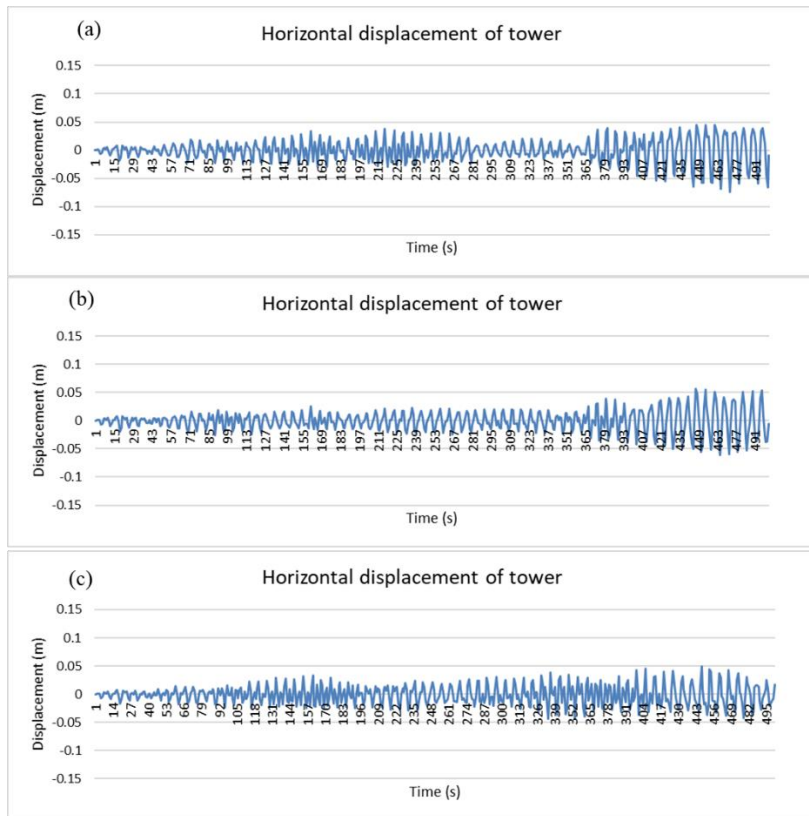 (a)
Horizontal displacement of tower
0.15
0.1
0.05
0
-0.05
-0.1
-0.15
Displacement (m)
1 15 29 43 57 71 85 99 113 127 141 155 169 183 197 211 225 239 253 267 281 295 309 323 337 351 365 379 393 407 421 435 449 463 477 491
Time (s)
(b)
Horizontal displacement of tower
0.15
0.1
0.05
0
-0.05
-0.1
-0.15
Displacement (m)
1 15 29 43 57 71 85 99 113 127 141 155 169 183 197 211 225 239 253 267 281 295 309 323 337 351 365 379 393 407 421 435 449 463 477 491
Time (s)
(c)
Horizontal displacement of tower
0.15
0.1
0.05
0
-0.05
-0.1
-0.15
Displacement (m)
1 14 27 40 53 66 79 92 105 118 131 144 157 170 183 196 209 222 235 248 261 274 287 300 313 326 339 352 365 378 391 404 417 430 443 456 469 482 495
Time (s)